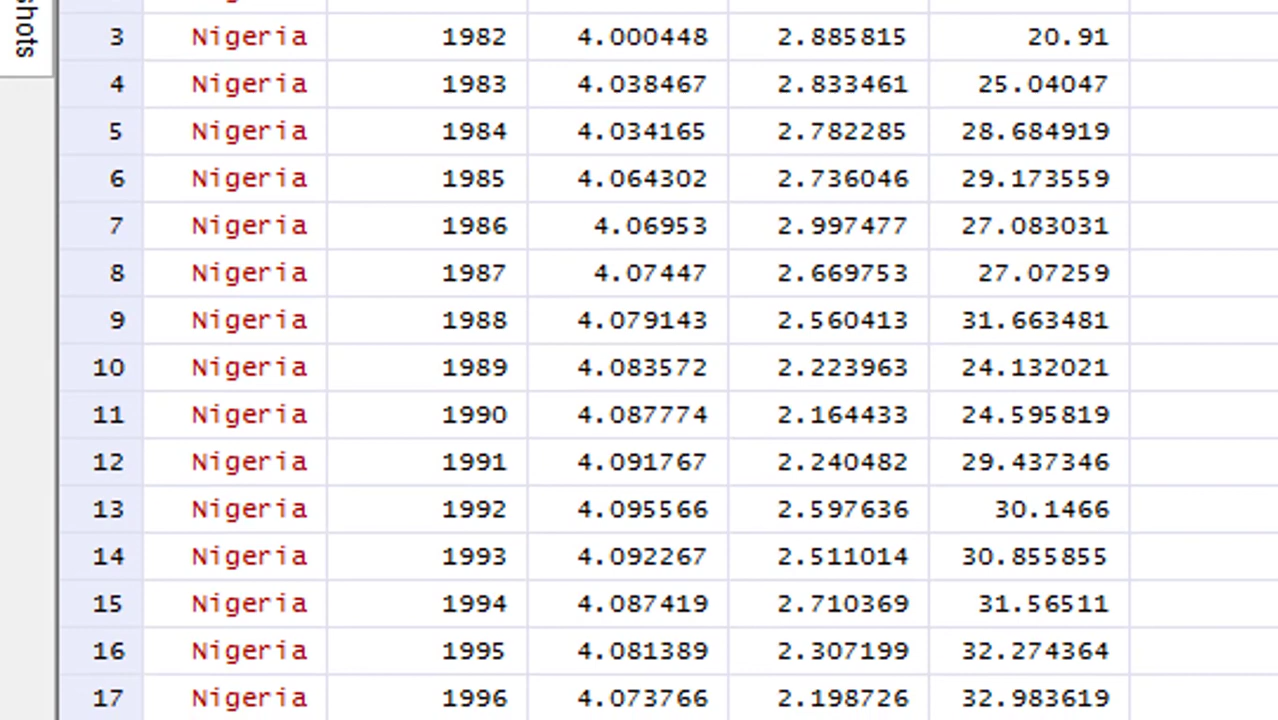 shots
3 Nigeria 1982 4.000448 2.885815 20.91
4 Nigeria 1983 4.038467 2.833461 25.04047
5 Nigeria 1984 4.034165 2.782285 28.684919
6 Nigeria 1985 4.064302 2.736046 29.173559
7 Nigeria 1986 4.06953 2.997477 27.083031
8 Nigeria 1987 4.07447 2.669753 27.07259
9 Nigeria 1988 4.079143 2.560413 31.663481
10 Nigeria 1989 4.083572 2.223963 24.132021
11 Nigeria 1990 4.087774 2.164433 24.595819
12 Nigeria 1991 4.091767 2.240482 29.437346
13 Nigeria 1992 4.095566 2.597636 30.1466
14 Nigeria 1993 4.092267 2.511014 30.855855
15 Nigeria 1994 4.087419 2.710369 31.56511
16 Nigeria 1995 4.081389 2.307199 32.274364
17 Nigeria 1996 4.073766 2.198726 32.983619